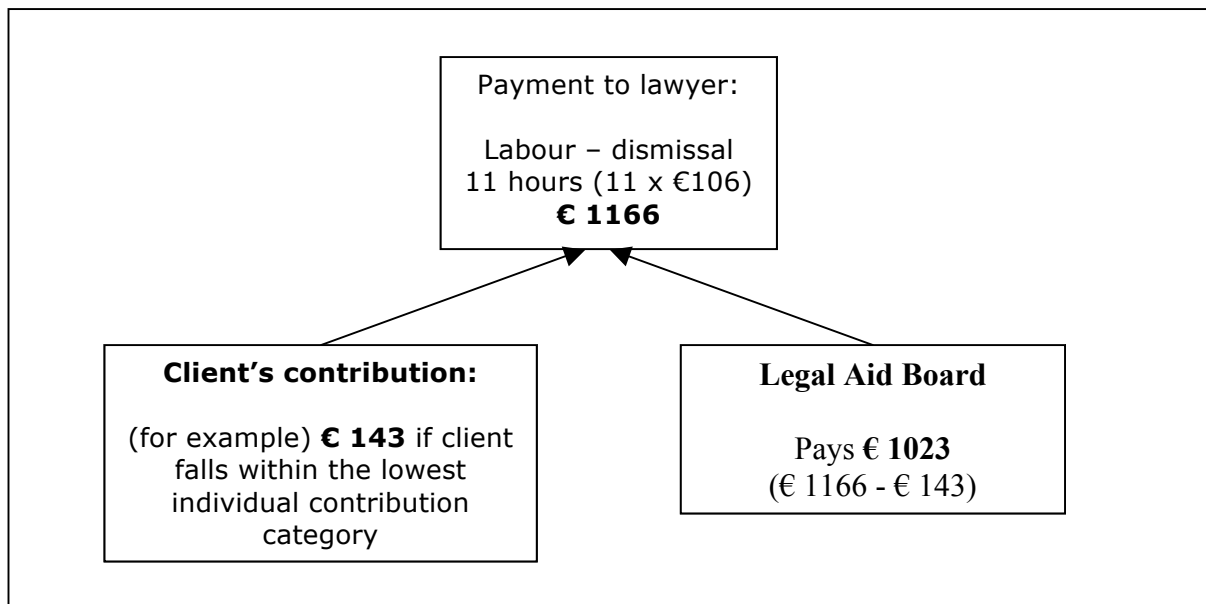 Payment to lawyer:
Labour – dismissal
11 hours (11 x €106)
€ 1166
Client’s contribution:
(for example) € 143 if client
falls within the lowest
individual contribution
category
Legal Aid Board
Pays € 1023
(€ 1166 - € 143)